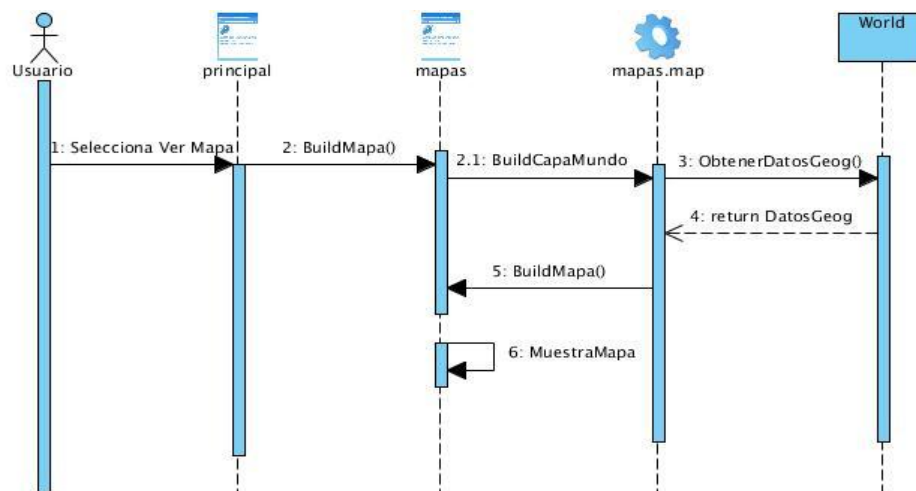 World
Usuario
principal
mapas
mapas.map
1: Selecciona Ver Mapa
2: BuildMapa()
2.1: BuildCapaMundo
3: ObtenerDatosGeog()
4: return DatosGeog
5: BuildMapa()
6: MuestraMapa